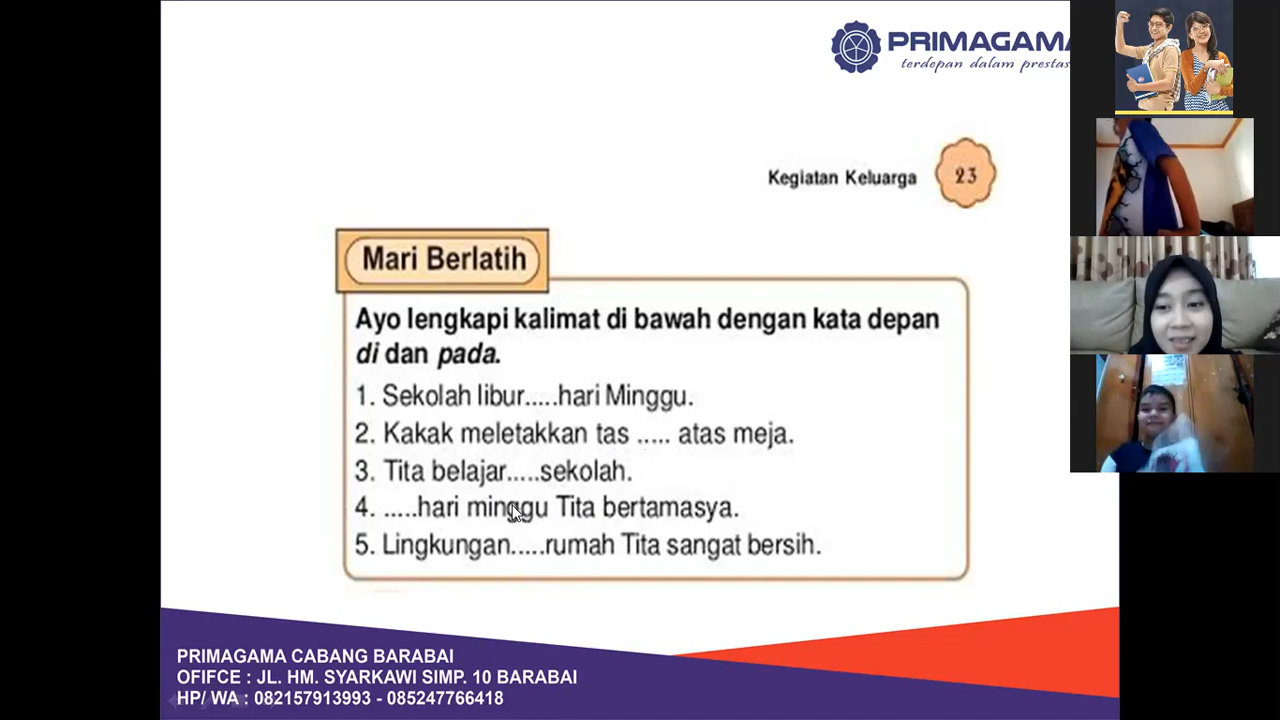 PRIMAGAMA
terdepan dalam prestas
Kegiatan Keluarga 23
Mari Berlatih
Ayo lengkapi kalimat di bawah dengan kata depan
di dan pada.
1. Sekolah libur.....hari Minggu.
2. Kakak meletakkan tas ..... atas meja.
3. Tita belajar.....sekolah.
4. .....hari minggu Tita bertamasya.
5. Lingkungan.....rumah Tita sangat bersih.
PRIMAGAMA CABANG BARABAI
OFIFCE : JL. HM. SYARKAWI SIMP. 10 BARABAI
HP/ WA : 082157913993 - 085247766418